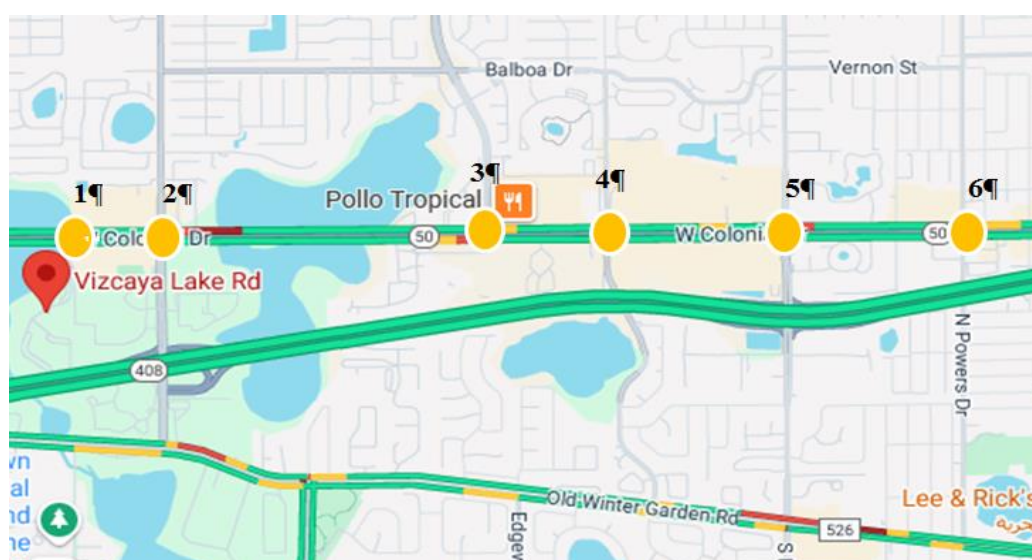 Balboa Dr
Vernon St
1¶
2¶
3¶
4¶
5¶
6¶
Pollo Tropical
50
W Coloni
50
Dr
Vizcaya Lake Rd
408
N Powers Dr
Old Winter Garden Rd
526
Lee & Rick's
Edgew